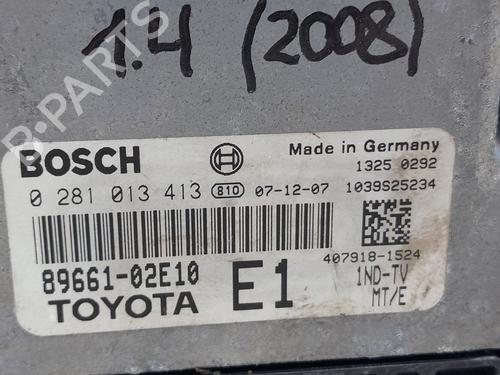 1.4 (2008)
B-PARTS
BOSCH
Made in Germany
1325 0292
0 281 013 413 810 07-12-07 1039S25234
407918-1524
89661-02E10
E1
1ND-TV
TOYOTA
MT/E